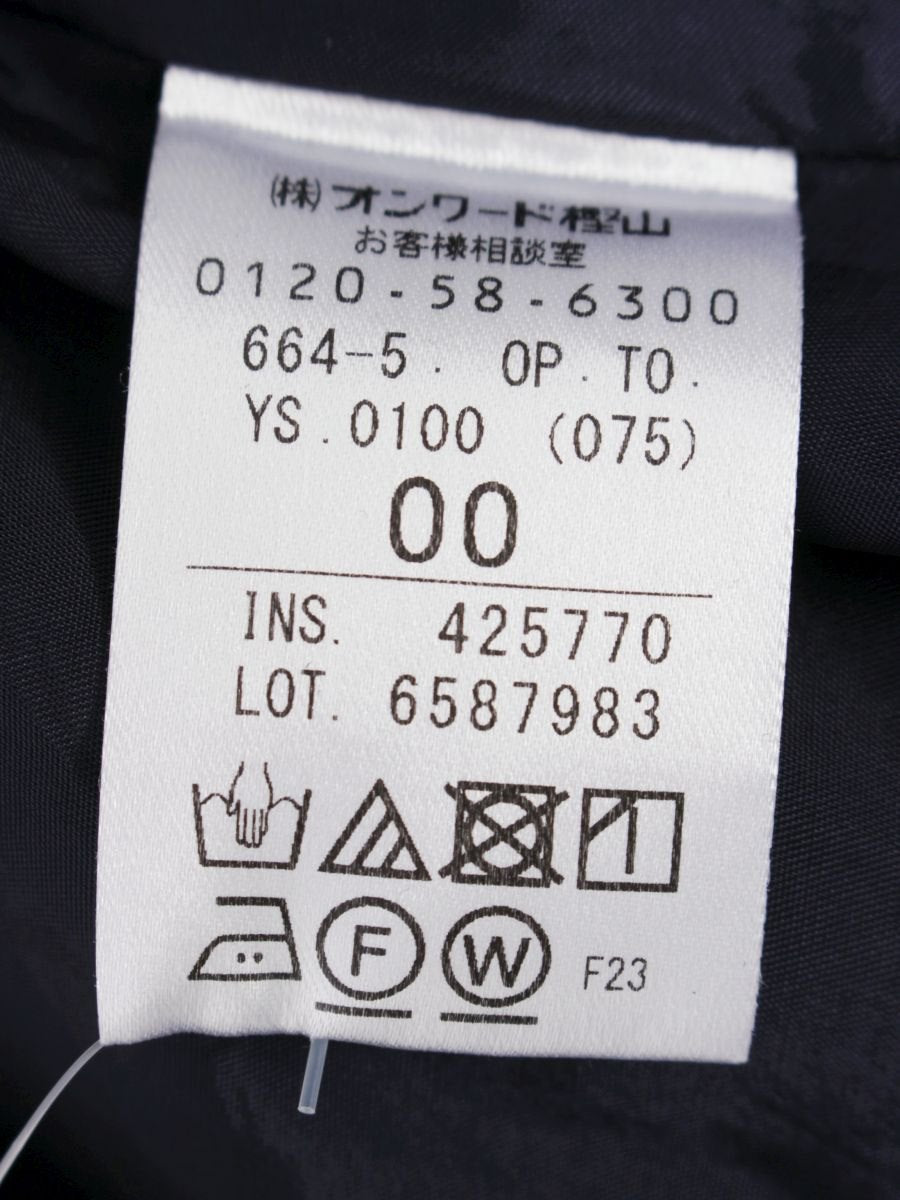 (株)オンワード樫山
お客様相談室
0120-58-6300
664-5. OP. TO.
YS.0100 (075)
00
INS. 425770
LOT. 6587983
F W F23